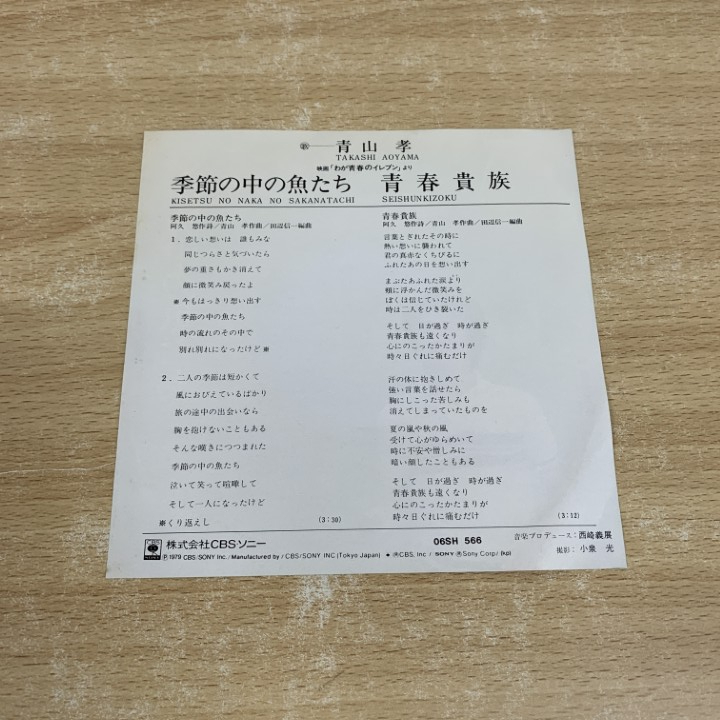 歌──青山 孝
TAKASHI AOYAMA
映画「わが青春のイレブン」より
季節の中の魚たち 青春貴族
KISETSU NO NAKA NO SAKANATACHI SEISHUNKIZOKU
季節の中の魚たち
阿久 悠作詩/青山 孝作曲/田辺信一編曲
1. 悲しい想いは 誰もみな
同じつらさと気づいたら
夢の重さもかき消えて
顔に微笑み戻ったよ
※今もはっきり想い出す
季節の中の魚たち
時の流れのその中で
別れ別れになったけど※
2. 二人の季節は短かくて
風におびえているばかり
旅の途中の出会いなら
胸を抱けないこともある
そんな嘆きにつつまれた
季節の中の魚たち
泣いて笑って喧嘩して
そして一人になったけど
※くり返えし (3:30)
青春貴族
阿久 悠作詩/青山 孝作曲/田辺信一編曲
言葉とぎれたその時に
熱い想いに襲われて
君の真赤なくちびるに
ふれたあの日を想い出す
まぶたあふれた涙より
頬に浮かんだ微笑みを
ぼくは信じていたけれど
時は二人をひき裂いた
そして 日が過ぎ 時が過ぎ
青春貴族も遠くなり
心にのこったかたまりが
時々日ぐれに痛むだけ
汗の体に抱きしめて
強い言葉を話せたら
胸にしこった苦しみも
消えてしまっていたものを
夏の嵐や秋の風
受けて心がゆらめいて
時に不安や憎しみに
暗い顔したこともある
そして 日が過ぎ 時が過ぎ
青春貴族も遠くなり
心にのこったかたまりが
時々日ぐれに痛むだけ (3:12)
株式会社CBS・ソニー
06SH 566
音楽プロデュース:西崎義展
撮影:小泉 光
Ⓟ1979 CBS/SONY Inc./Manufactured by/CBS/SONY INC (Tokyo Japan) ● ⓇCBS, Inc./SONY ⓇSony Corp./(kp)